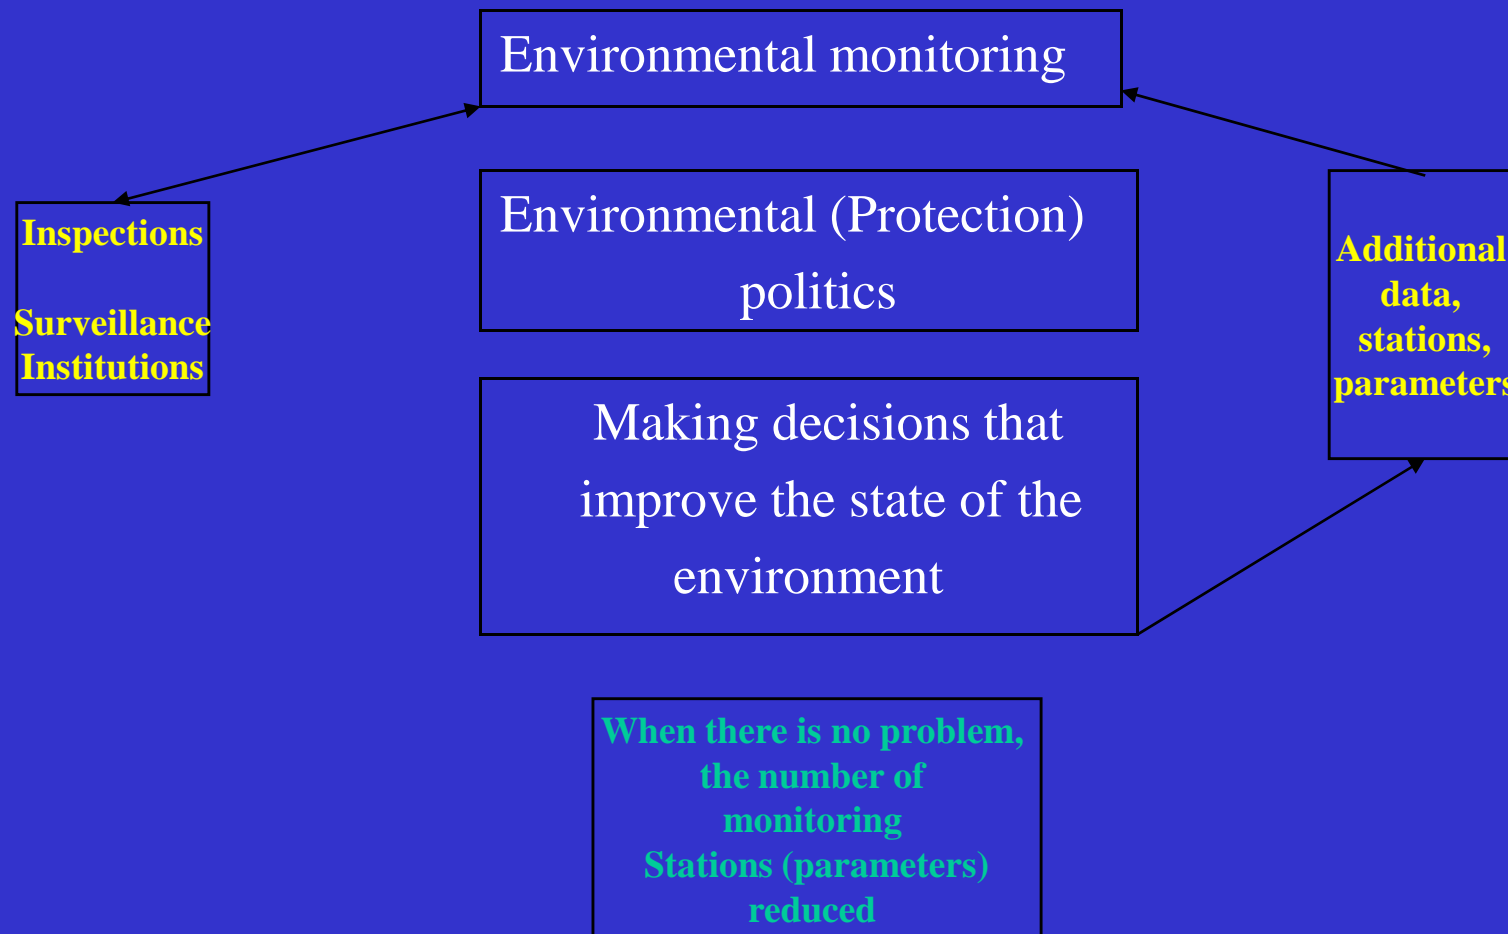 Environmental monitoring
Environmental (Protection)
politics
Making decisions that
improve the state of the
environment
Inspections
Surveillance
Institutions
Additional
data,
stations,
parameters
When there is no problem,
the number of
monitoring
Stations (parameters)
reduced